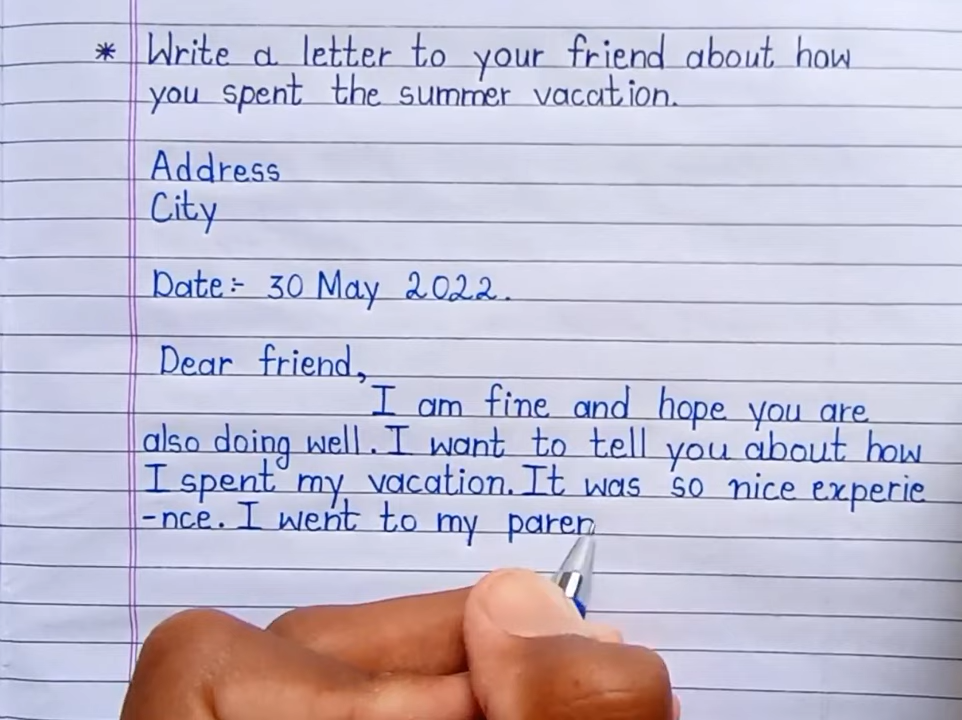 * Write a letter to your friend about how
you spent the summer vacation.
Address
City
Date:- 30 May 2022.
Dear friend,
I am fine and hope you are
also doing well. I want to tell you about how
I spent my vacation. It was so nice experie
-nce. I went to my paren